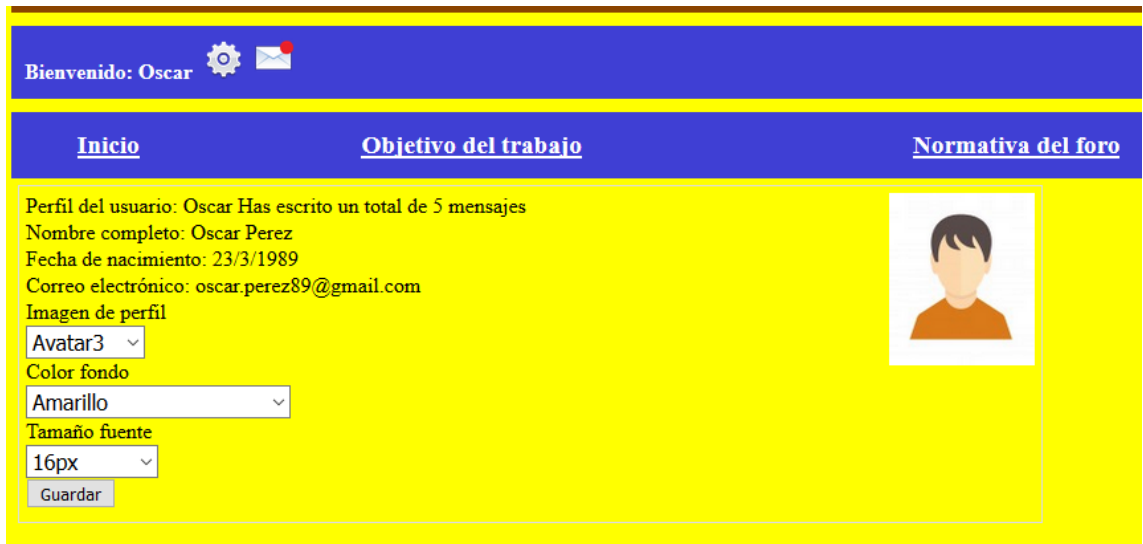 Bienvenido: Oscar
Inicio Objetivo del trabajo Normativa del foro
Perfil del usuario: Oscar Has escrito un total de 5 mensajes
Nombre completo: Oscar Perez
Fecha de nacimiento: 23/3/1989
Correo electrónico: oscar.perez89@gmail.com
Imagen de perfil
Avatar3
Color fondo
Amarillo
Tamaño fuente
16px
Guardar